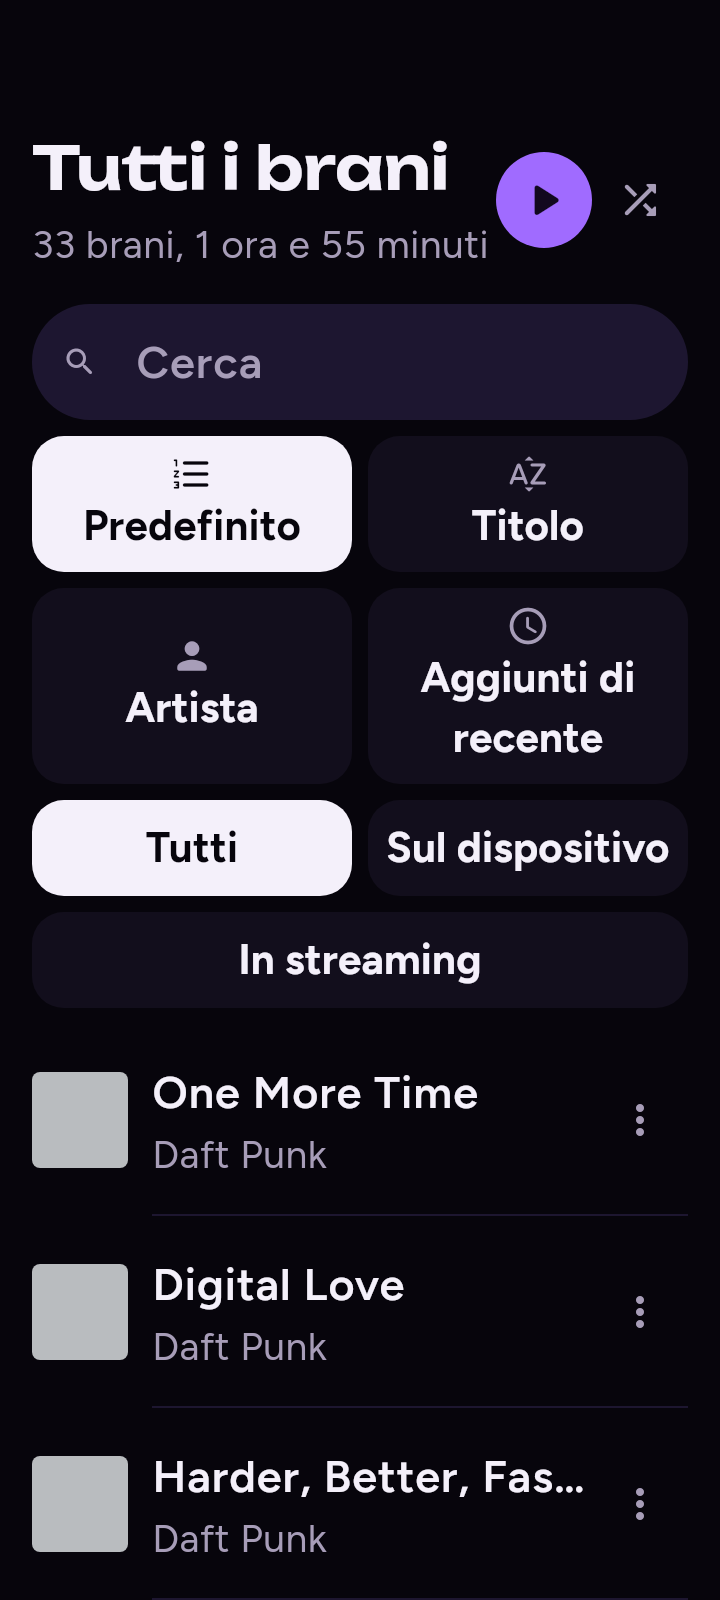 Tutti i brani
33 brani, 1 ora e 55 minuti
Cerca
Predefinito
Titolo
Artista
Aggiunti di
recente
Tutti
Sul dispositivo
In streaming
One More Time
Daft Punk
Digital Love
Daft Punk
Harder, Better, Fas...
Daft Punk